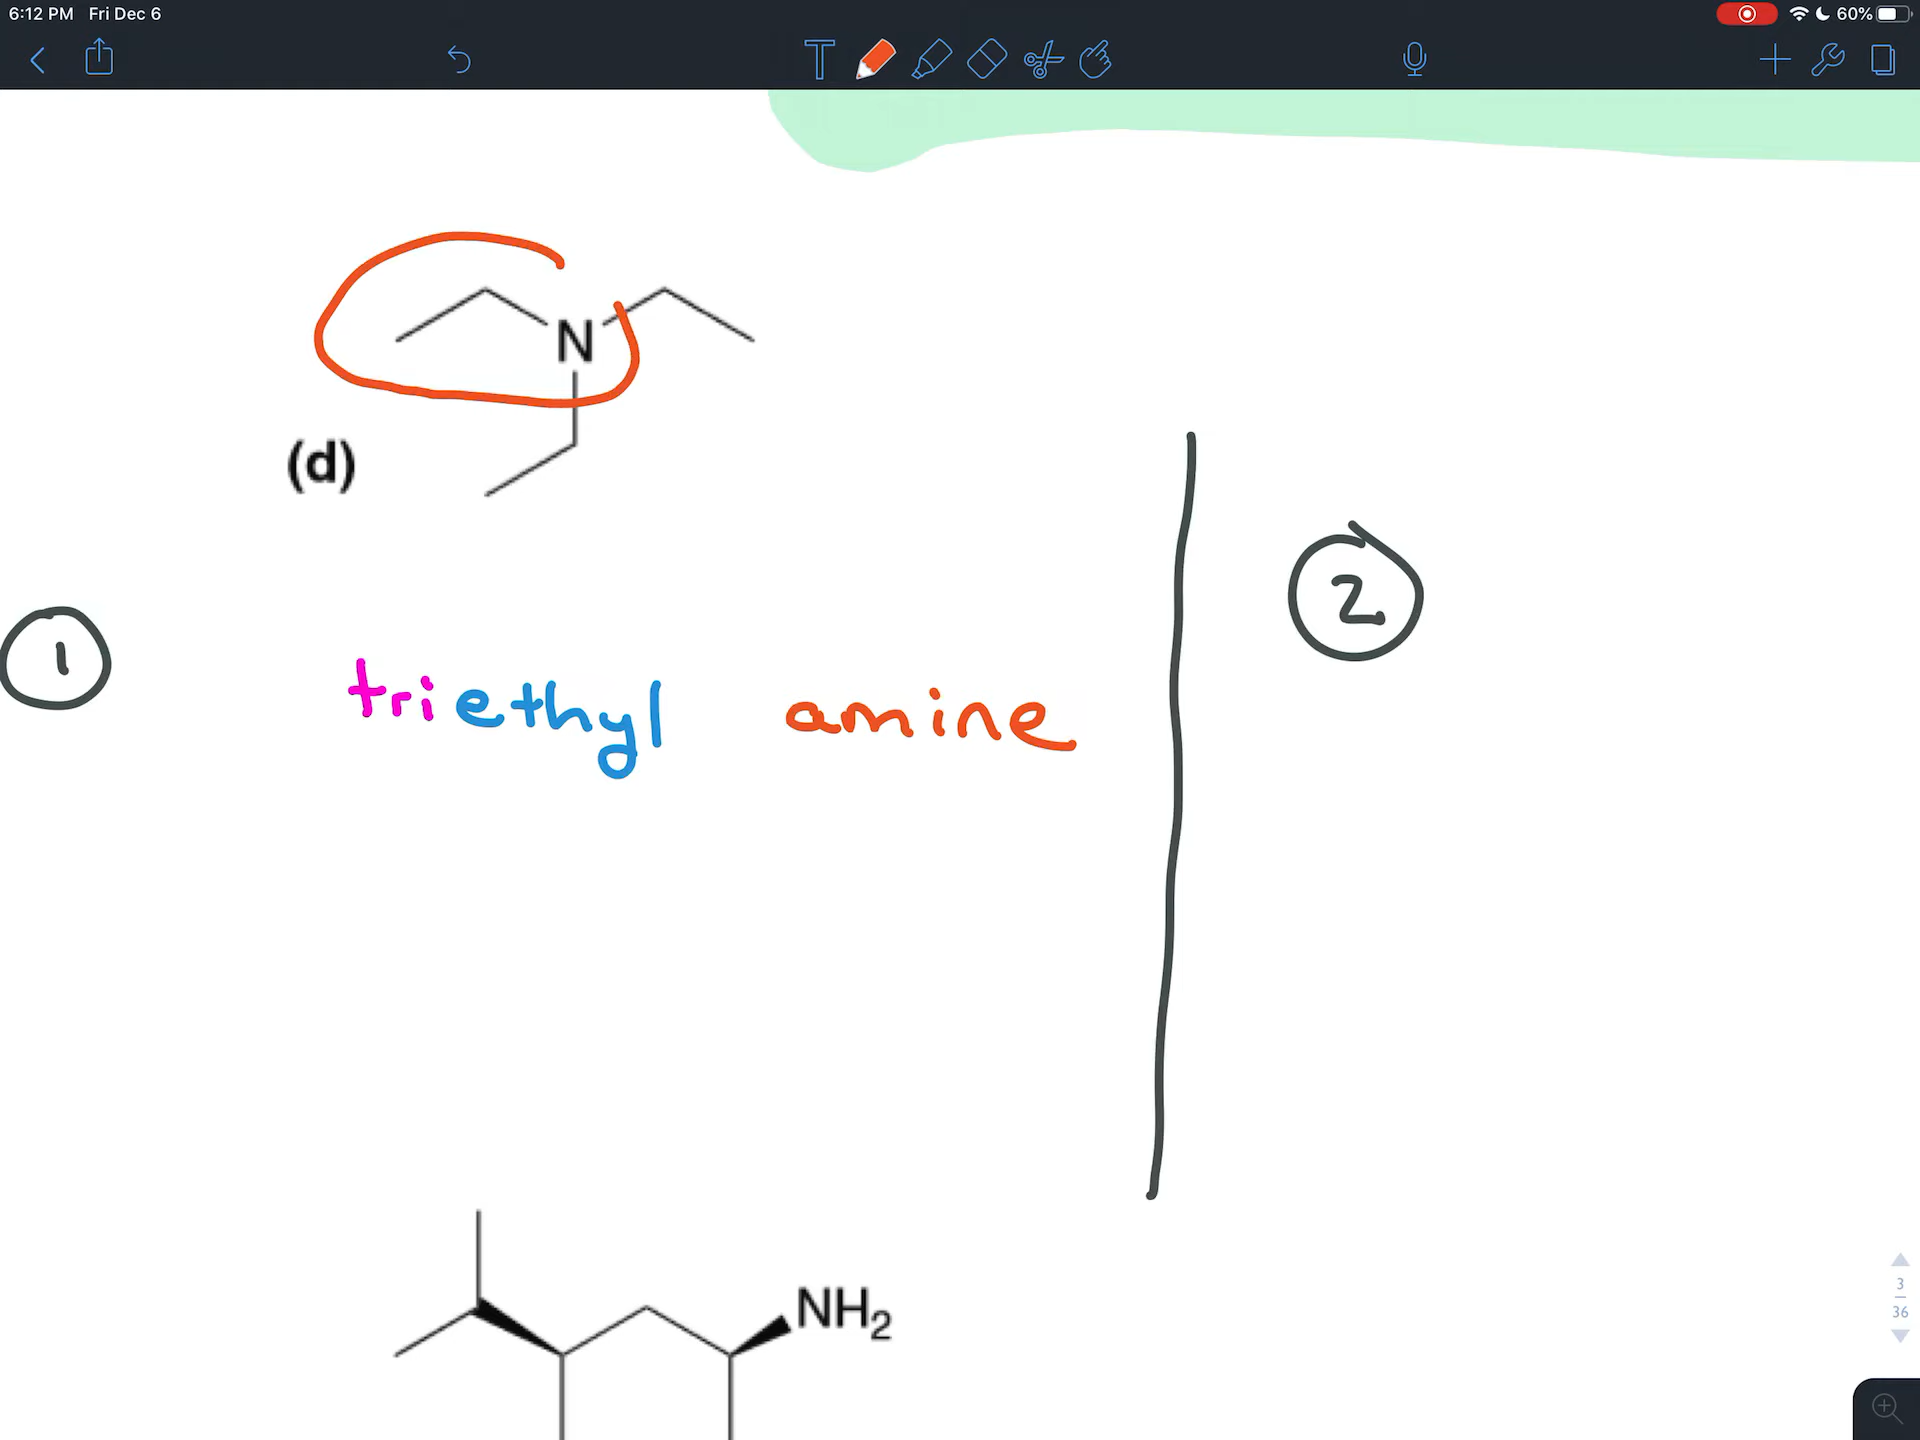 6:12 PM Fri Dec 6
60%
T
N
(d)
2
1
triethyl amine
3
36
NH₂